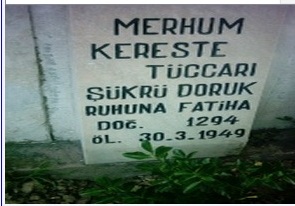 MERHUM
KERESTE
TÜCCARI
ŞÜKRÜ DORUK
RUHUNA FATİHA
DOĞ. 1294
ÖL. 30.3.1949